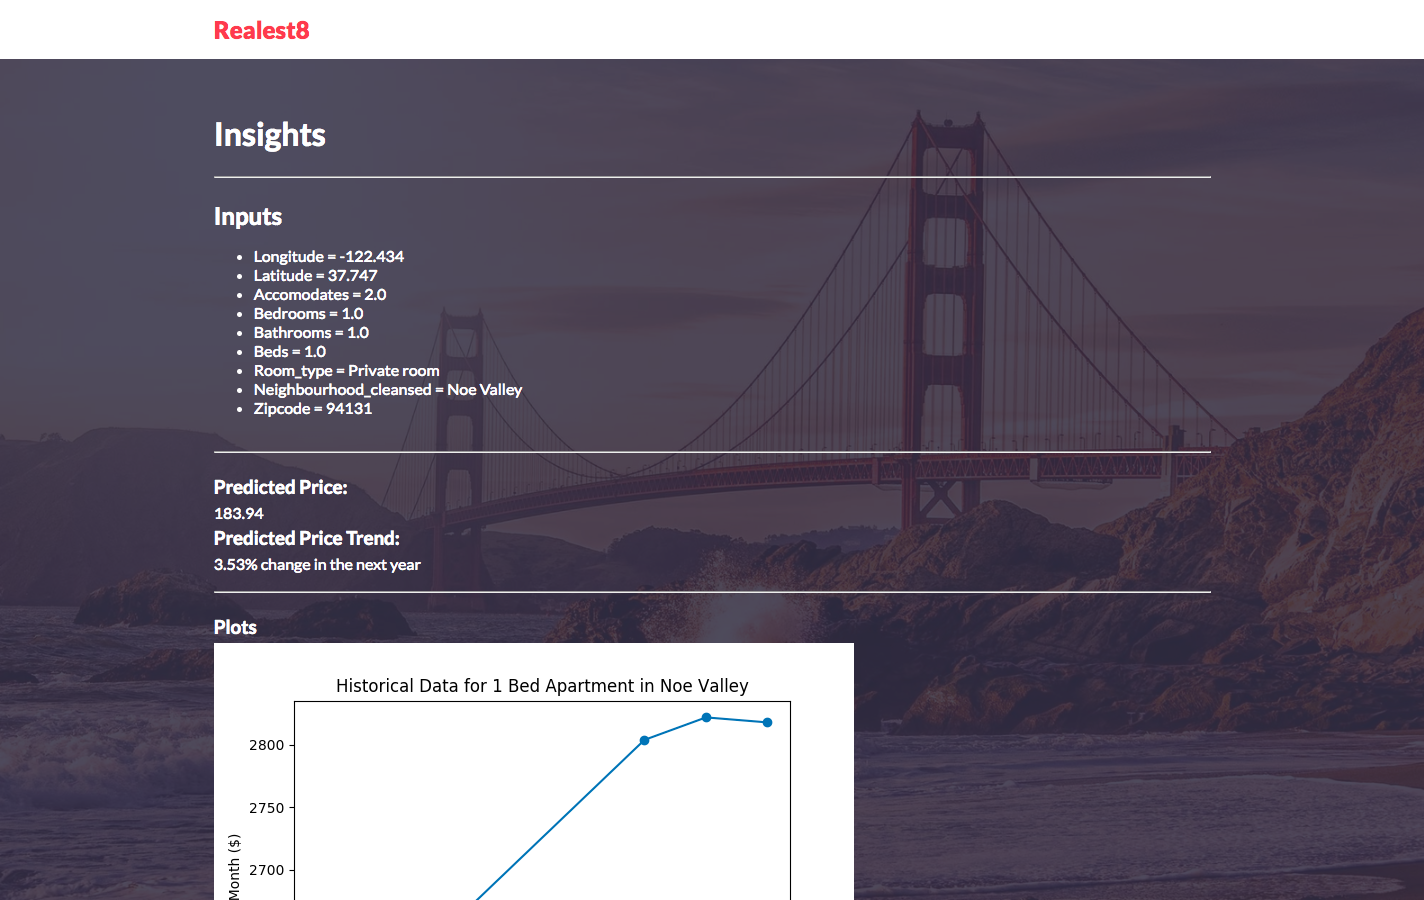 Realest8
Insights
Inputs
• Longitude = -122.434
• Latitude = 37.747
• Accomodates = 2.0
• Bedrooms = 1.0
• Bathrooms = 1.0
• Beds = 1.0
• Room_type = Private room
• Neighbourhood_cleansed = Noe Valley
• Zipcode = 94131
Predicted Price:
183.94
Predicted Price Trend:
3.53% change in the next year
Plots
Historical Data for 1 Bed Apartment in Noe Valley
2800
2750
2700
Month ($)